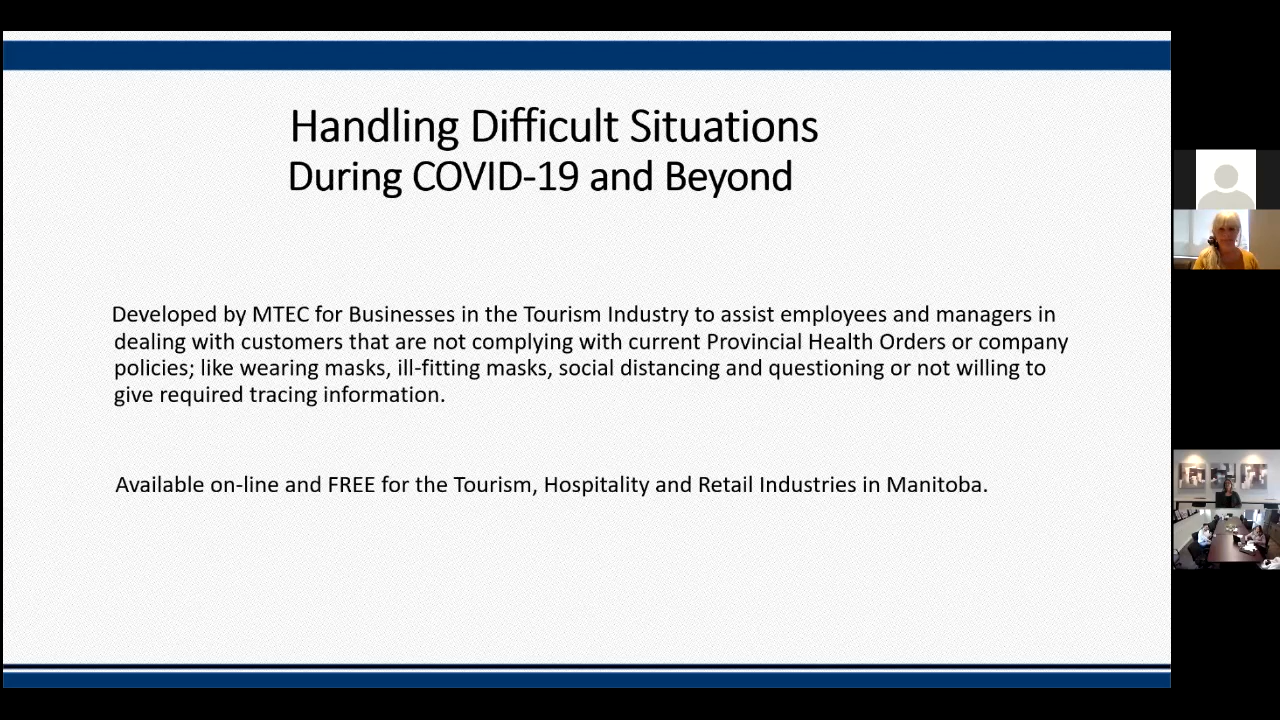 Handling Difficult Situations
During COVID-19 and Beyond
Developed by MTEC for Businesses in the Tourism Industry to assist employees and managers in
dealing with customers that are not complying with current Provincial Health Orders or company
policies; like wearing masks, ill-fitting masks, social distancing and questioning or not willing to
give required tracing information.
Available on-line and FREE for the Tourism, Hospitality and Retail Industries in Manitoba.